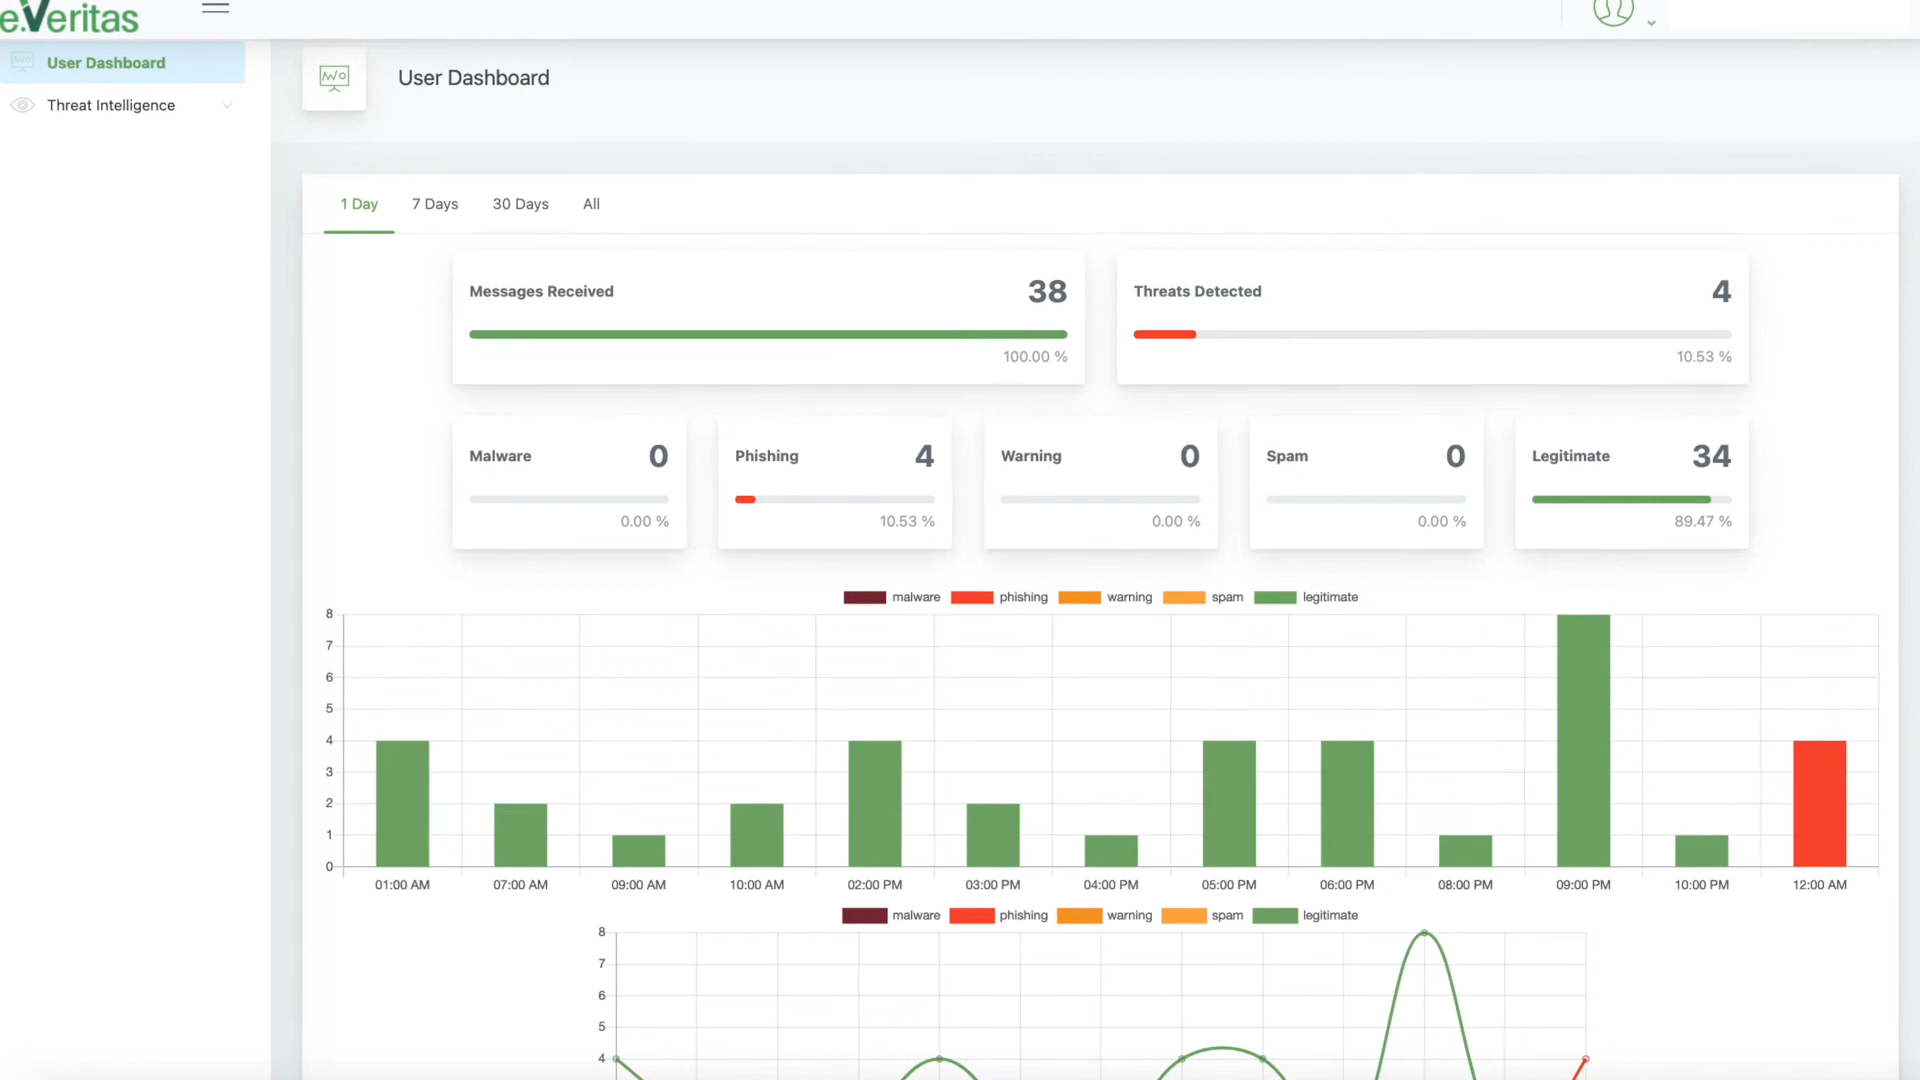 e.Veritas
User Dashboard
Threat Intelligence
User Dashboard
1 Day 7 Days 30 Days All
Messages Received 38
100.00 %
Threats Detected 4
10.53 %
Malware 0
0.00 %
Phishing 4
10.53 %
Warning 0
0.00 %
Spam 0
0.00 %
Legitimate 34
89.47 %
malware phishing warning spam legitimate
8
7
6
5
4
3
2
1
0
01:00 AM 07:00 AM 09:00 AM 10:00 AM 02:00 PM 03:00 PM 04:00 PM 05:00 PM 06:00 PM 08:00 PM 09:00 PM 10:00 PM 12:00 AM
malware phishing warning spam legitimate
8
7
6
5
4